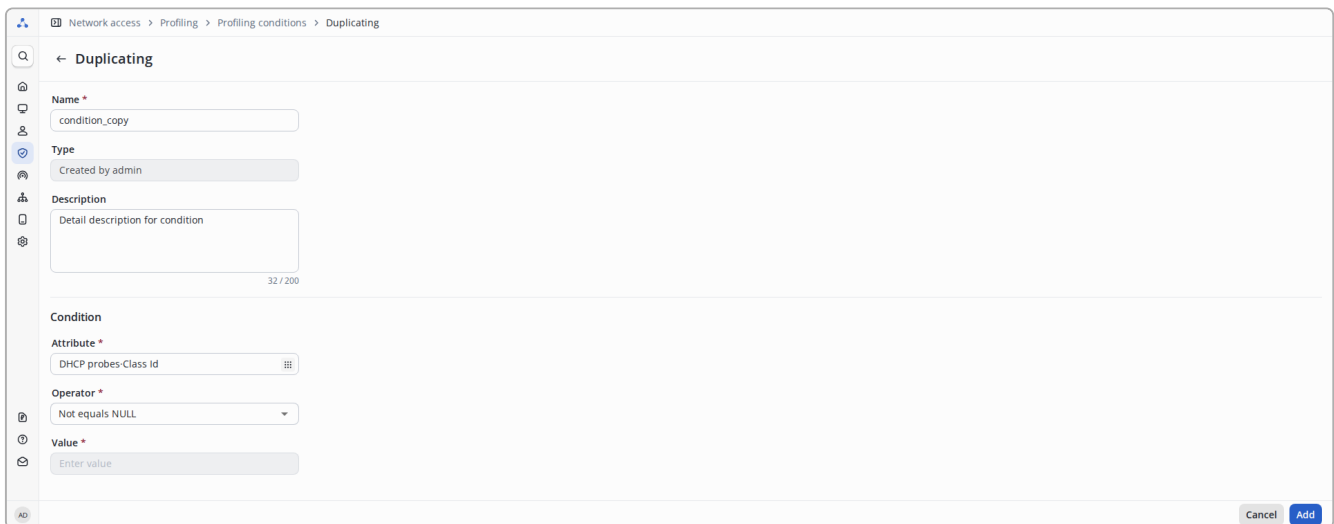 Network access > Profiling > Profiling conditions > Duplicating
← Duplicating
Name *
condition_copy
Type
Created by admin
Description
Detail description for condition
32 / 200
Condition
Attribute *
DHCP probes·Class Id
Operator *
Not equals NULL
Value *
Enter value
AD
Cancel
Add